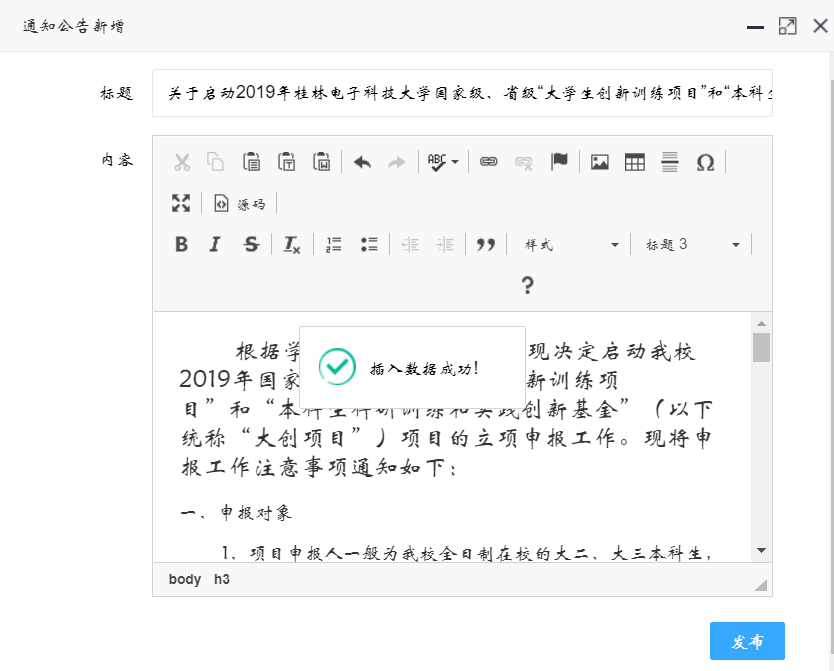 通知公告新增
标题
关于启动2019年桂林电子科技大学国家级、省级“大学生创新训练项目”和“本科
内容
ABC
源码
B I S Tx
样式
标题 3
?
根据学
现决定启动我校
2019年国家
新训练项
插入数据成功!
目”和“本科生科研训练和实践创新基金”（以下
统称“大创项目”）项目的立项申报工作。现将申
报工作注意事项通知如下：
一、申报对象
1、项目申报人一般为我校全日制在校的大二、大三本科生，
body h3
发布